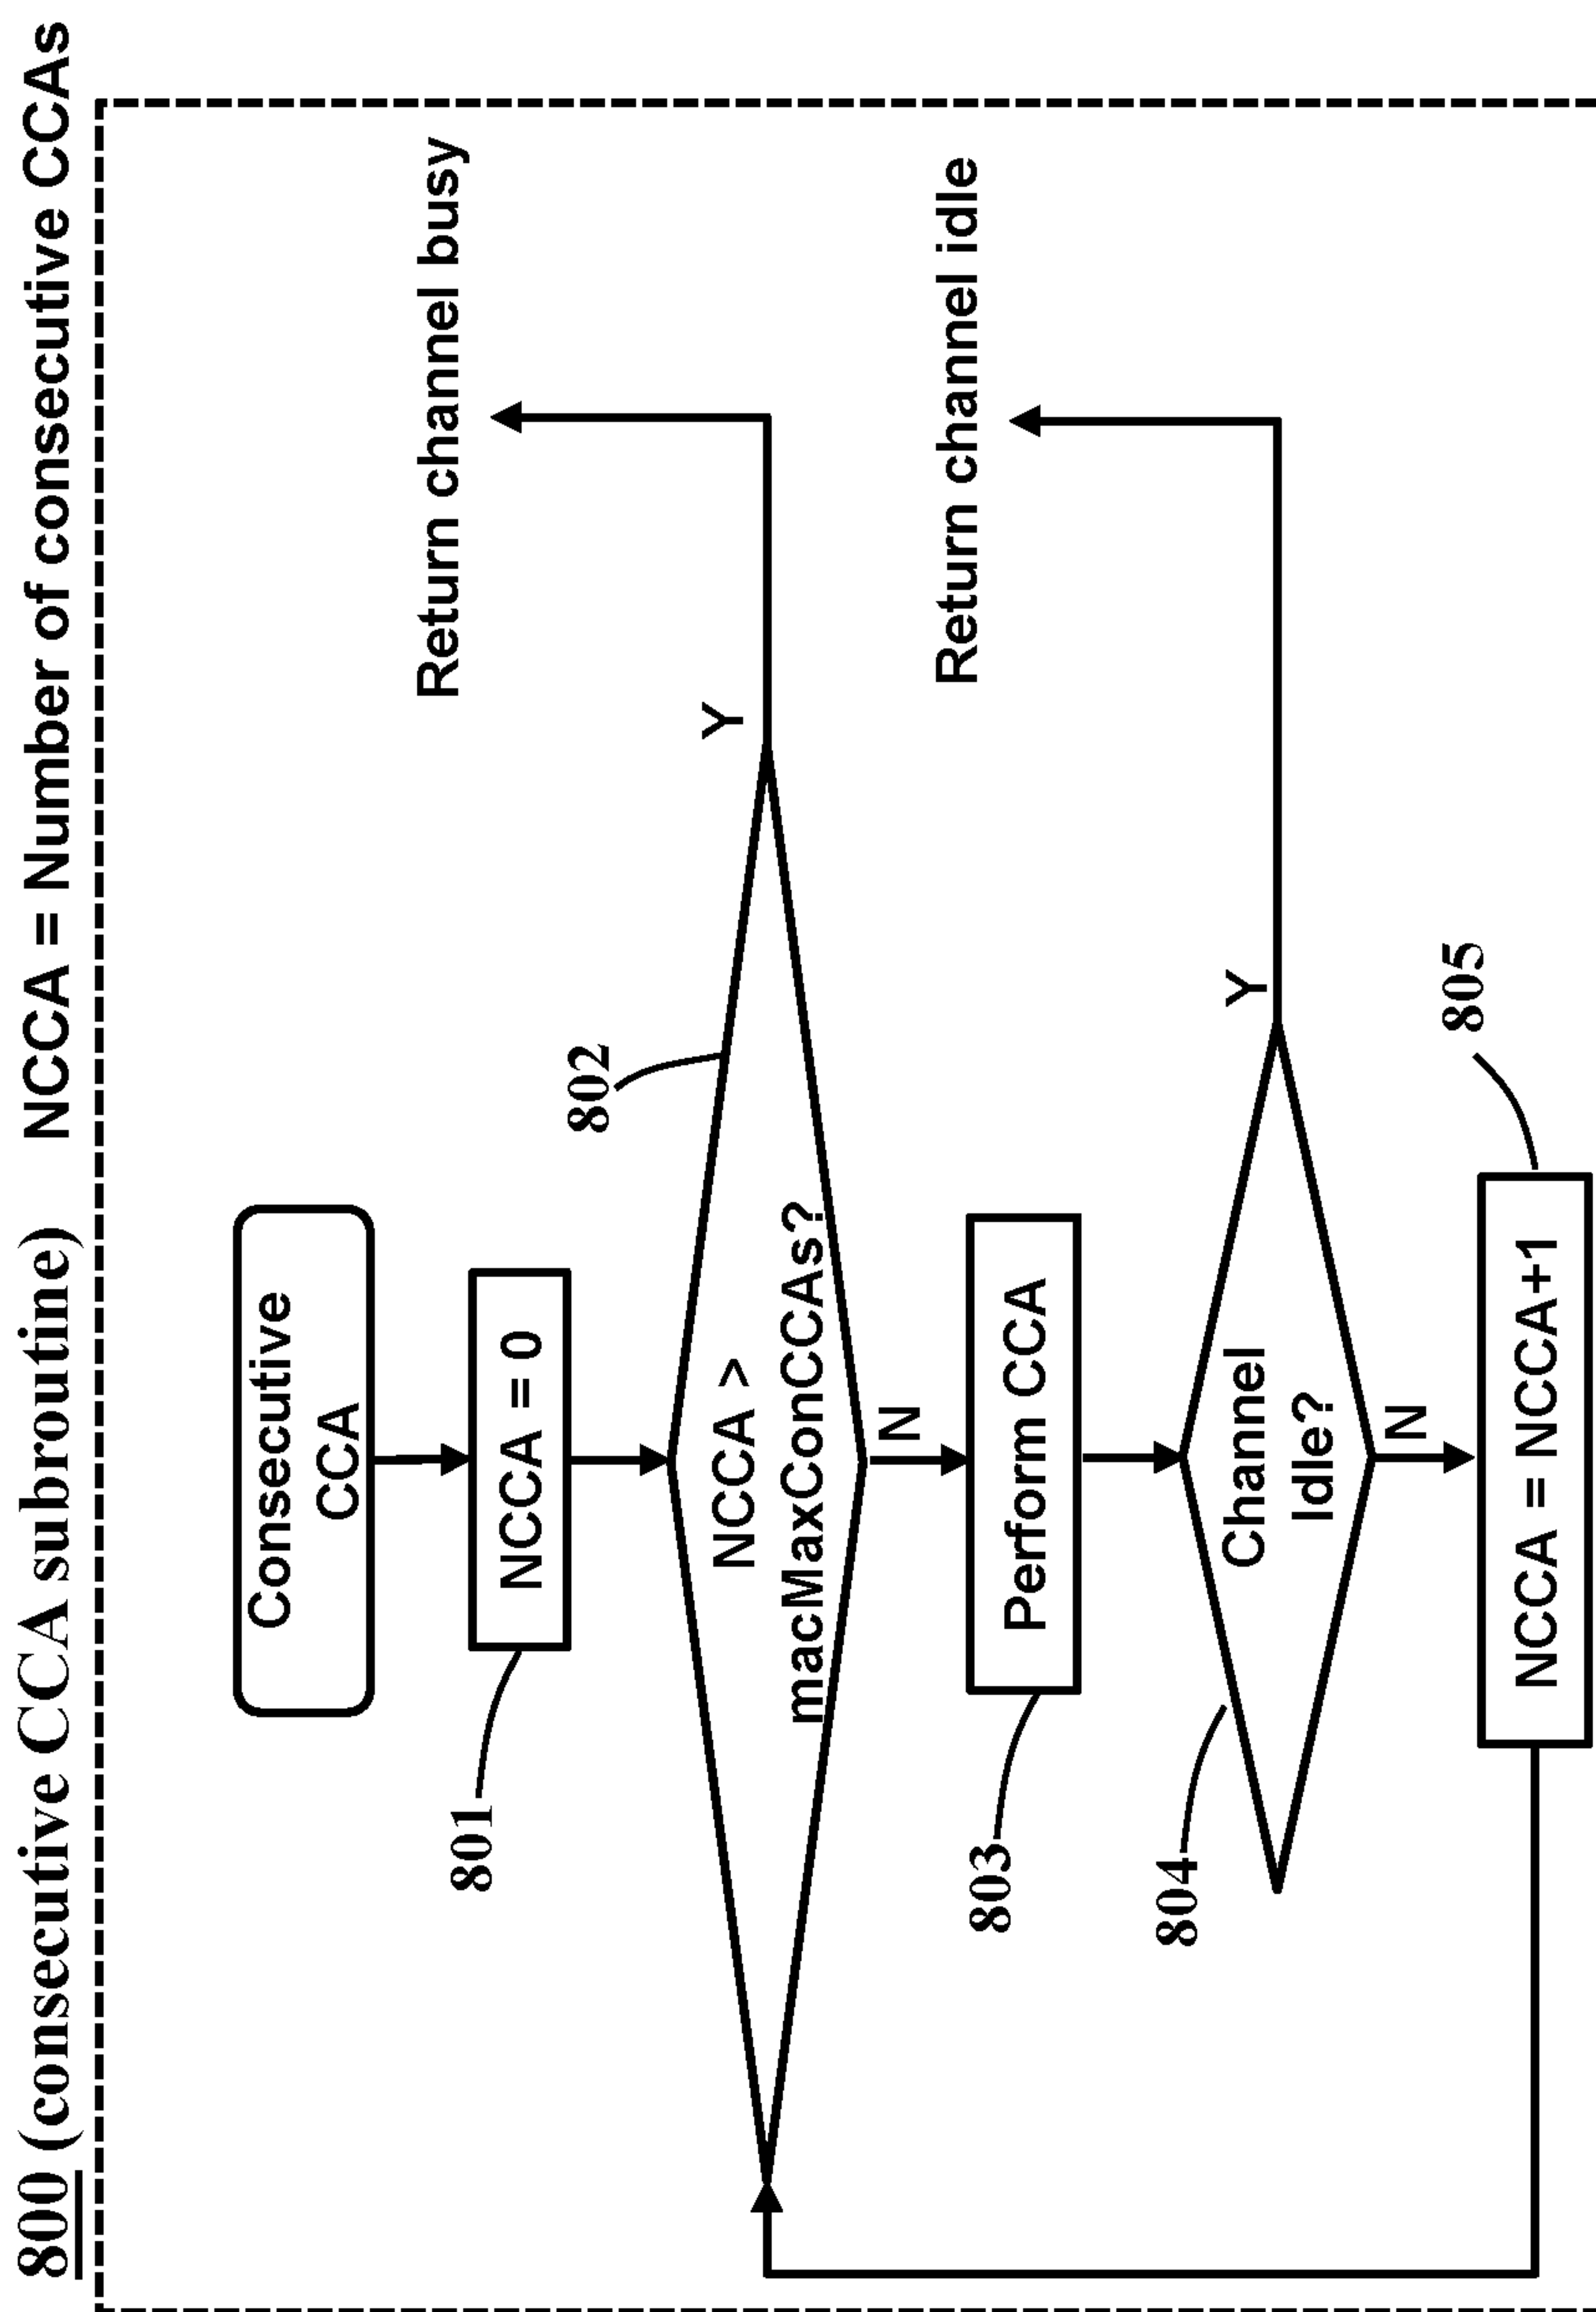 800 (consecutive CCA subroutine) NCCA = Number of consecutive CCAs
Consecutive
CCA
Return channel busy
801
NCCA = 0
802
Y
NCCA >
macMaxConCCAs?
N
Return channel idle
803
Perform CCA
804
Y
Channel
Idle?
N
805
NCCA = NCCA+1